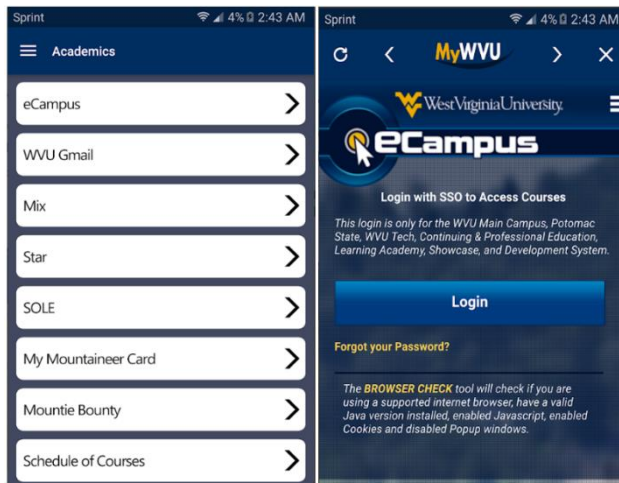 Sprint 4% 2:43 AM
Academics
eCampus
WVU Gmail
Mix
Star
SOLE
My Mountaineer Card
Mountie Bounty
Schedule of Courses
Sprint 4% 2:43 AM
MyWVU
West Virginia University.
eCampus
Login with SSO to Access Courses
This login is only for the WVU Main Campus, Potomac
State, WVU Tech, Continuing & Professional Education,
Learning Academy, Showcase, and Development System.
Login
Forgot your Password?
The BROWSER CHECK tool will check if you are
using a supported internet browser, have a valid
Java version installed, enabled Javascript, enabled
Cookies and disabled Popup windows.